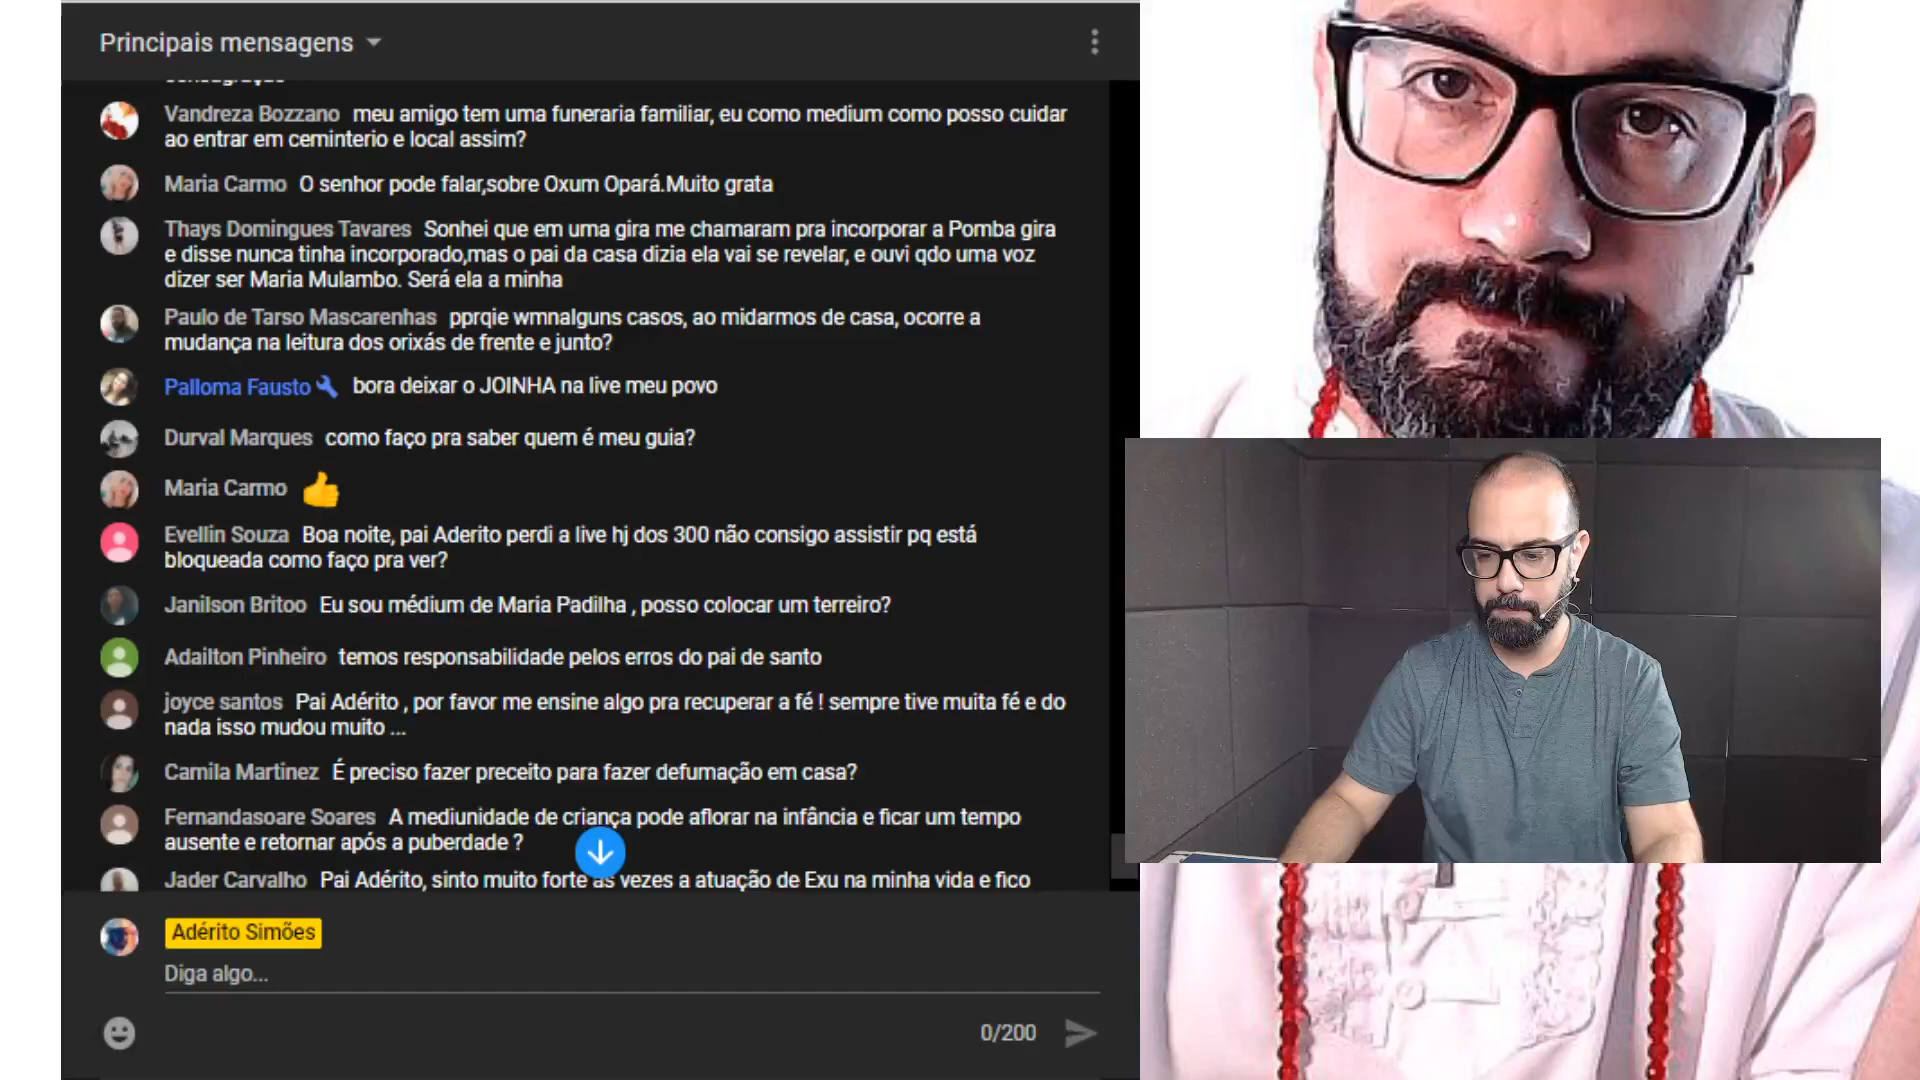 Principais mensagens
Vandreza Bozzano meu amigo tem uma funeraria familiar, eu como medium como posso cuidar
ao entrar em ceminterio e local assim?
Maria Carmo O senhor pode falar,sobre Oxum Opará.Muito grata
Thays Domingues Tavares Sonhei que em uma gira me chamaram pra incorporar a Pomba gira
e disse nunca tinha incorporado,mas o pai da casa dizia ela vai se revelar, e ouvi qdo uma voz
dizer ser Maria Mulambo. Será ela a minha
Paulo de Tarso Mascarenhas pprqie wmnalguns casos, ao midarmos de casa, ocorre a
mudança na leitura dos orixás de frente e junto?
Palloma Fausto bora deixar o JOINHA na live meu povo
Durval Marques como faço pra saber quem é meu guia?
Maria Carmo 👍
Evellin Souza Boa noite, pai Aderito perdi a live hj dos 300 não consigo assistir pq está
bloqueada como faço pra ver?
Janilson Britoo Eu sou médium de Maria Padilha , posso colocar um terreiro?
Adailton Pinheiro temos responsabilidade pelos erros do pai de santo
joyce santos Pai Adérito , por favor me ensine algo pra recuperar a fé ! sempre tive muita fé e do
nada isso mudou muito ...
Camila Martinez É preciso fazer preceito para fazer defumação em casa?
Fernandasoare Soares A mediunidade de criança pode aflorar na infância e ficar um tempo
ausente e retornar após a puberdade ?
Jader Carvalho Pai Adérito, sinto muito forte as vezes a atuação de Exu na minha vida e fico
Adérito Simões
Diga algo...
0/200